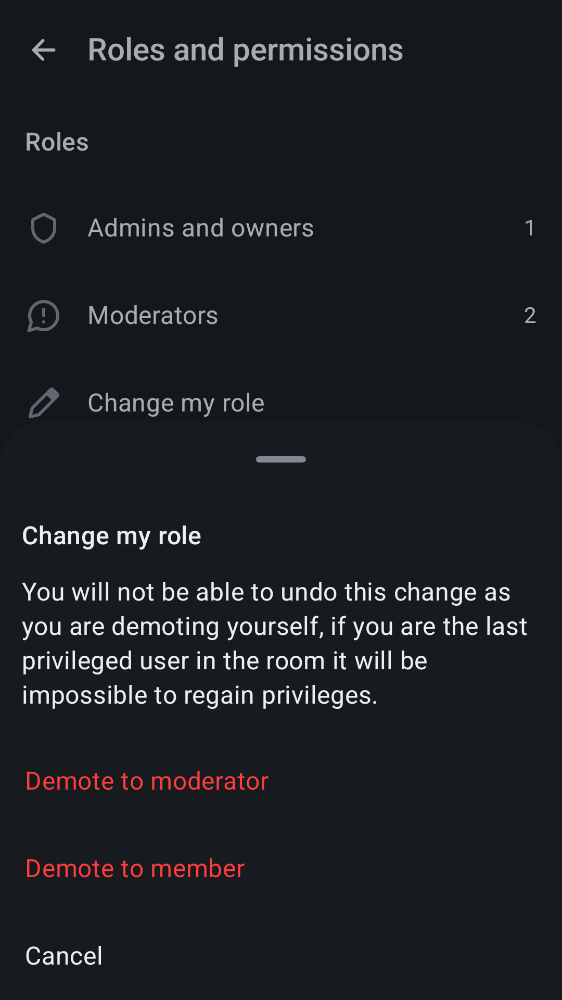 Roles and permissions
Roles
Admins and owners 1
Moderators 2
Change my role
Change my role
You will not be able to undo this change as
you are demoting yourself, if you are the last
privileged user in the room it will be
impossible to regain privileges.
Demote to moderator
Demote to member
Cancel